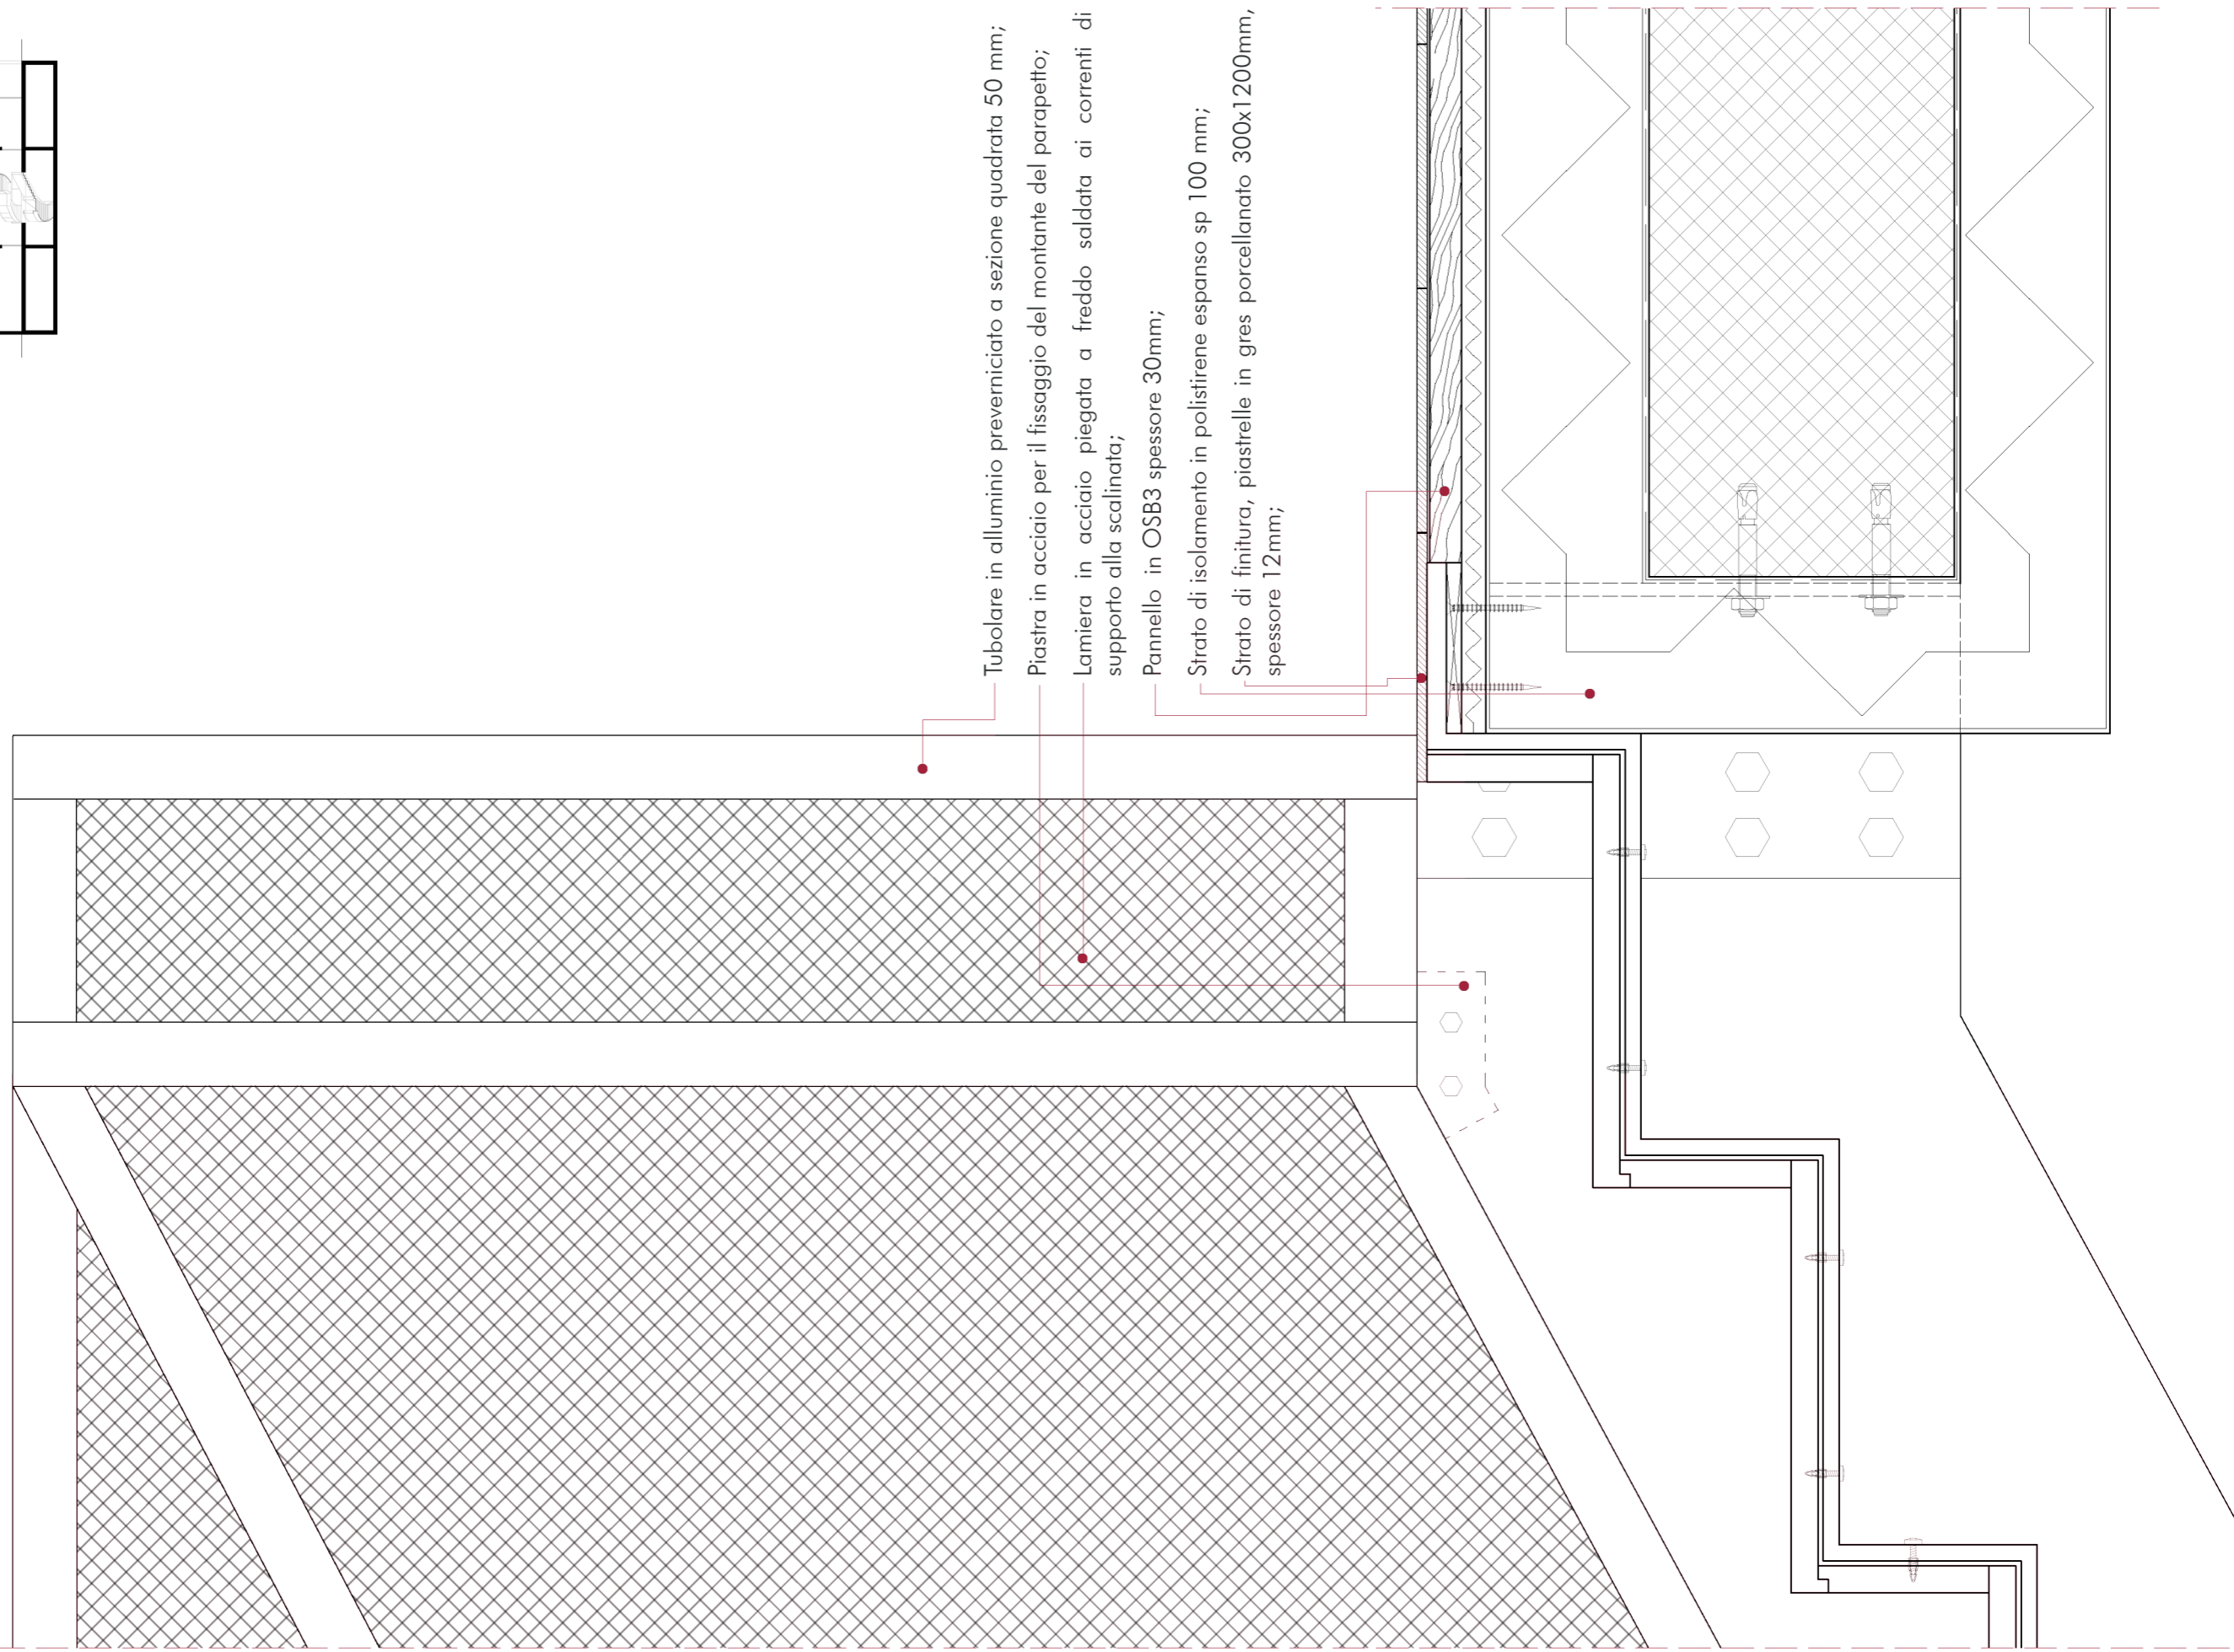 Tubolare in alluminio preverniciato a sezione quadrata 50 mm;
Piastra in acciaio per il fissaggio del montante del parapetto;
Lamiera in acciaio piegata a freddo saldata ai correnti di
supporto alla scalinata;
Pannello in OSB3 spessore 30mm;
Strato di isolamento in polistirene espanso sp 100 mm;
Strato di finitura, piastrelle in gres porcellanato 300x1200mm,
spessore 12mm;